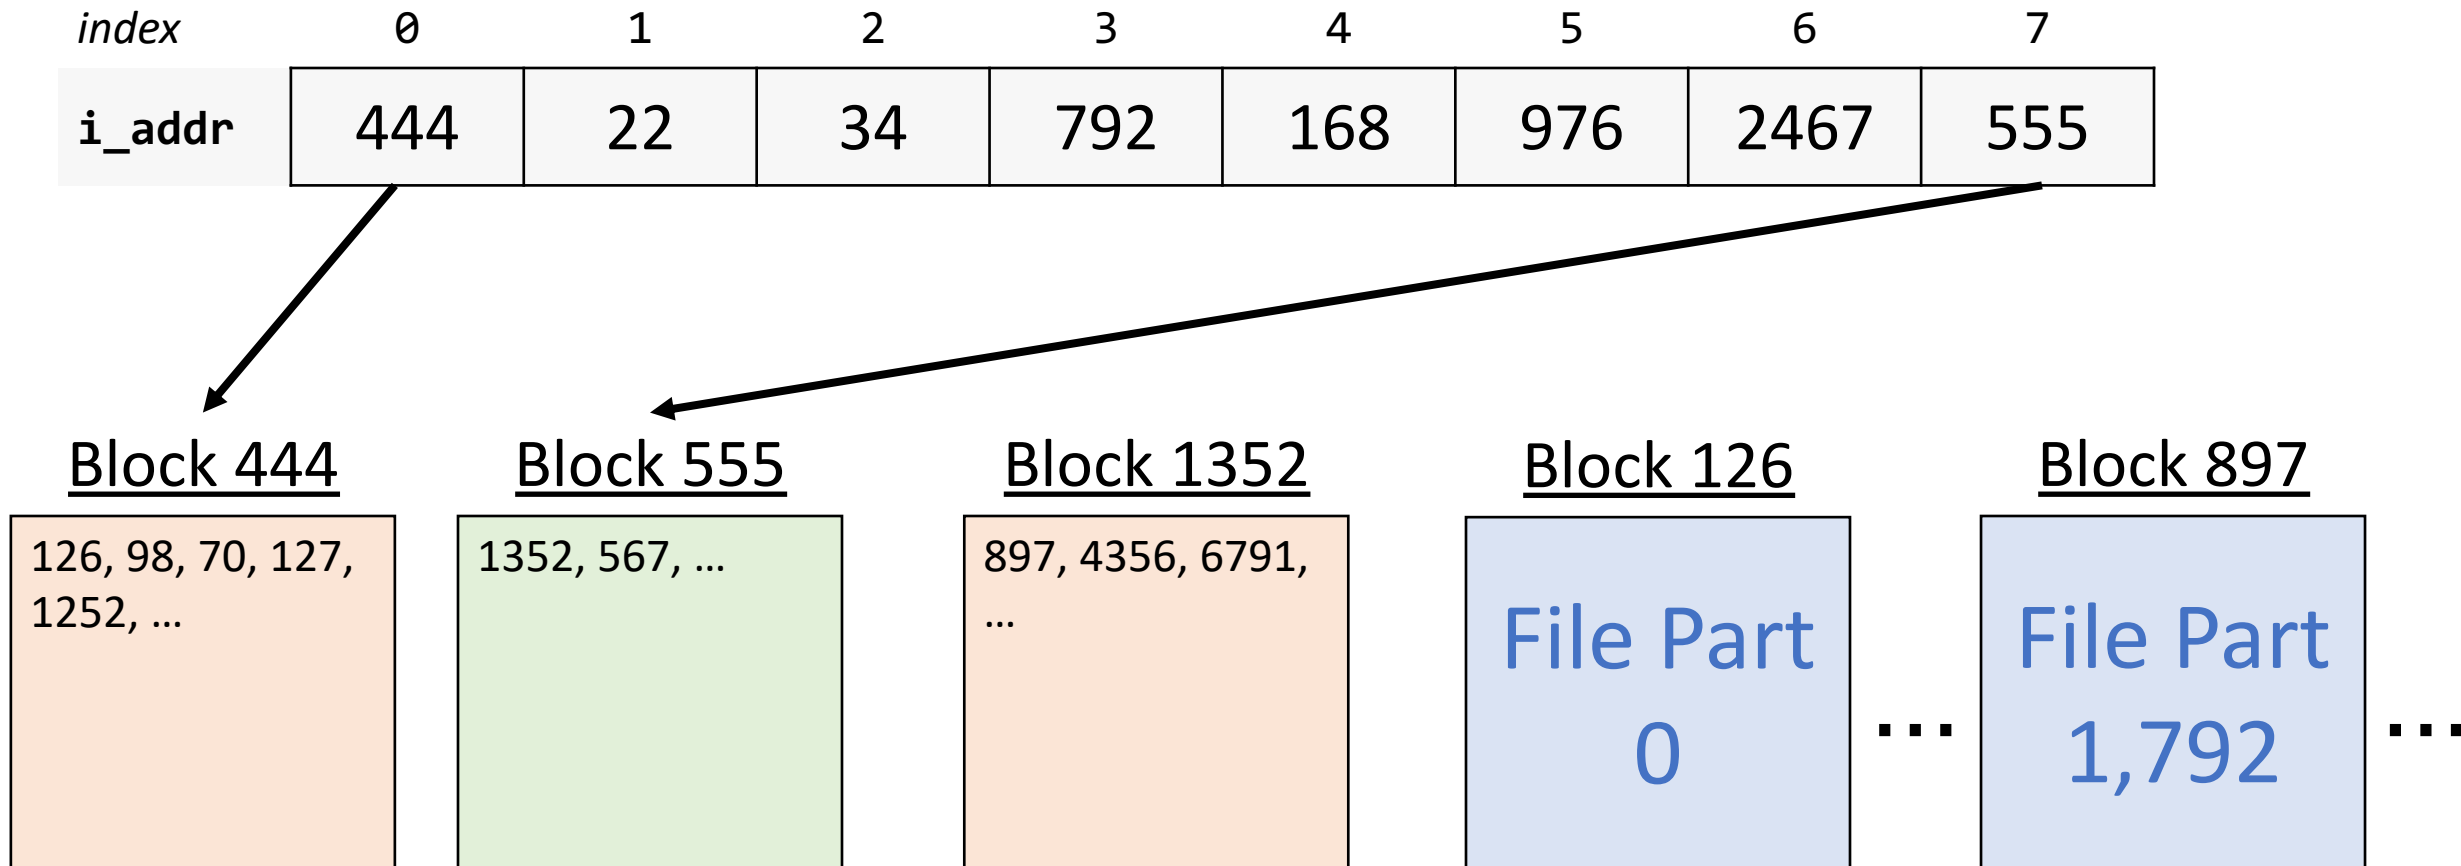 index 0 1 2 3 4 5 6 7
i_addr 444 22 34 792 168 976 2467 555
Block 444 Block 555 Block 1352 Block 126 Block 897
126, 98, 70, 127,
1252, ...
1352, 567, ...
897, 4356, 6791,
...
File Part
0
...
File Part
1,792
...